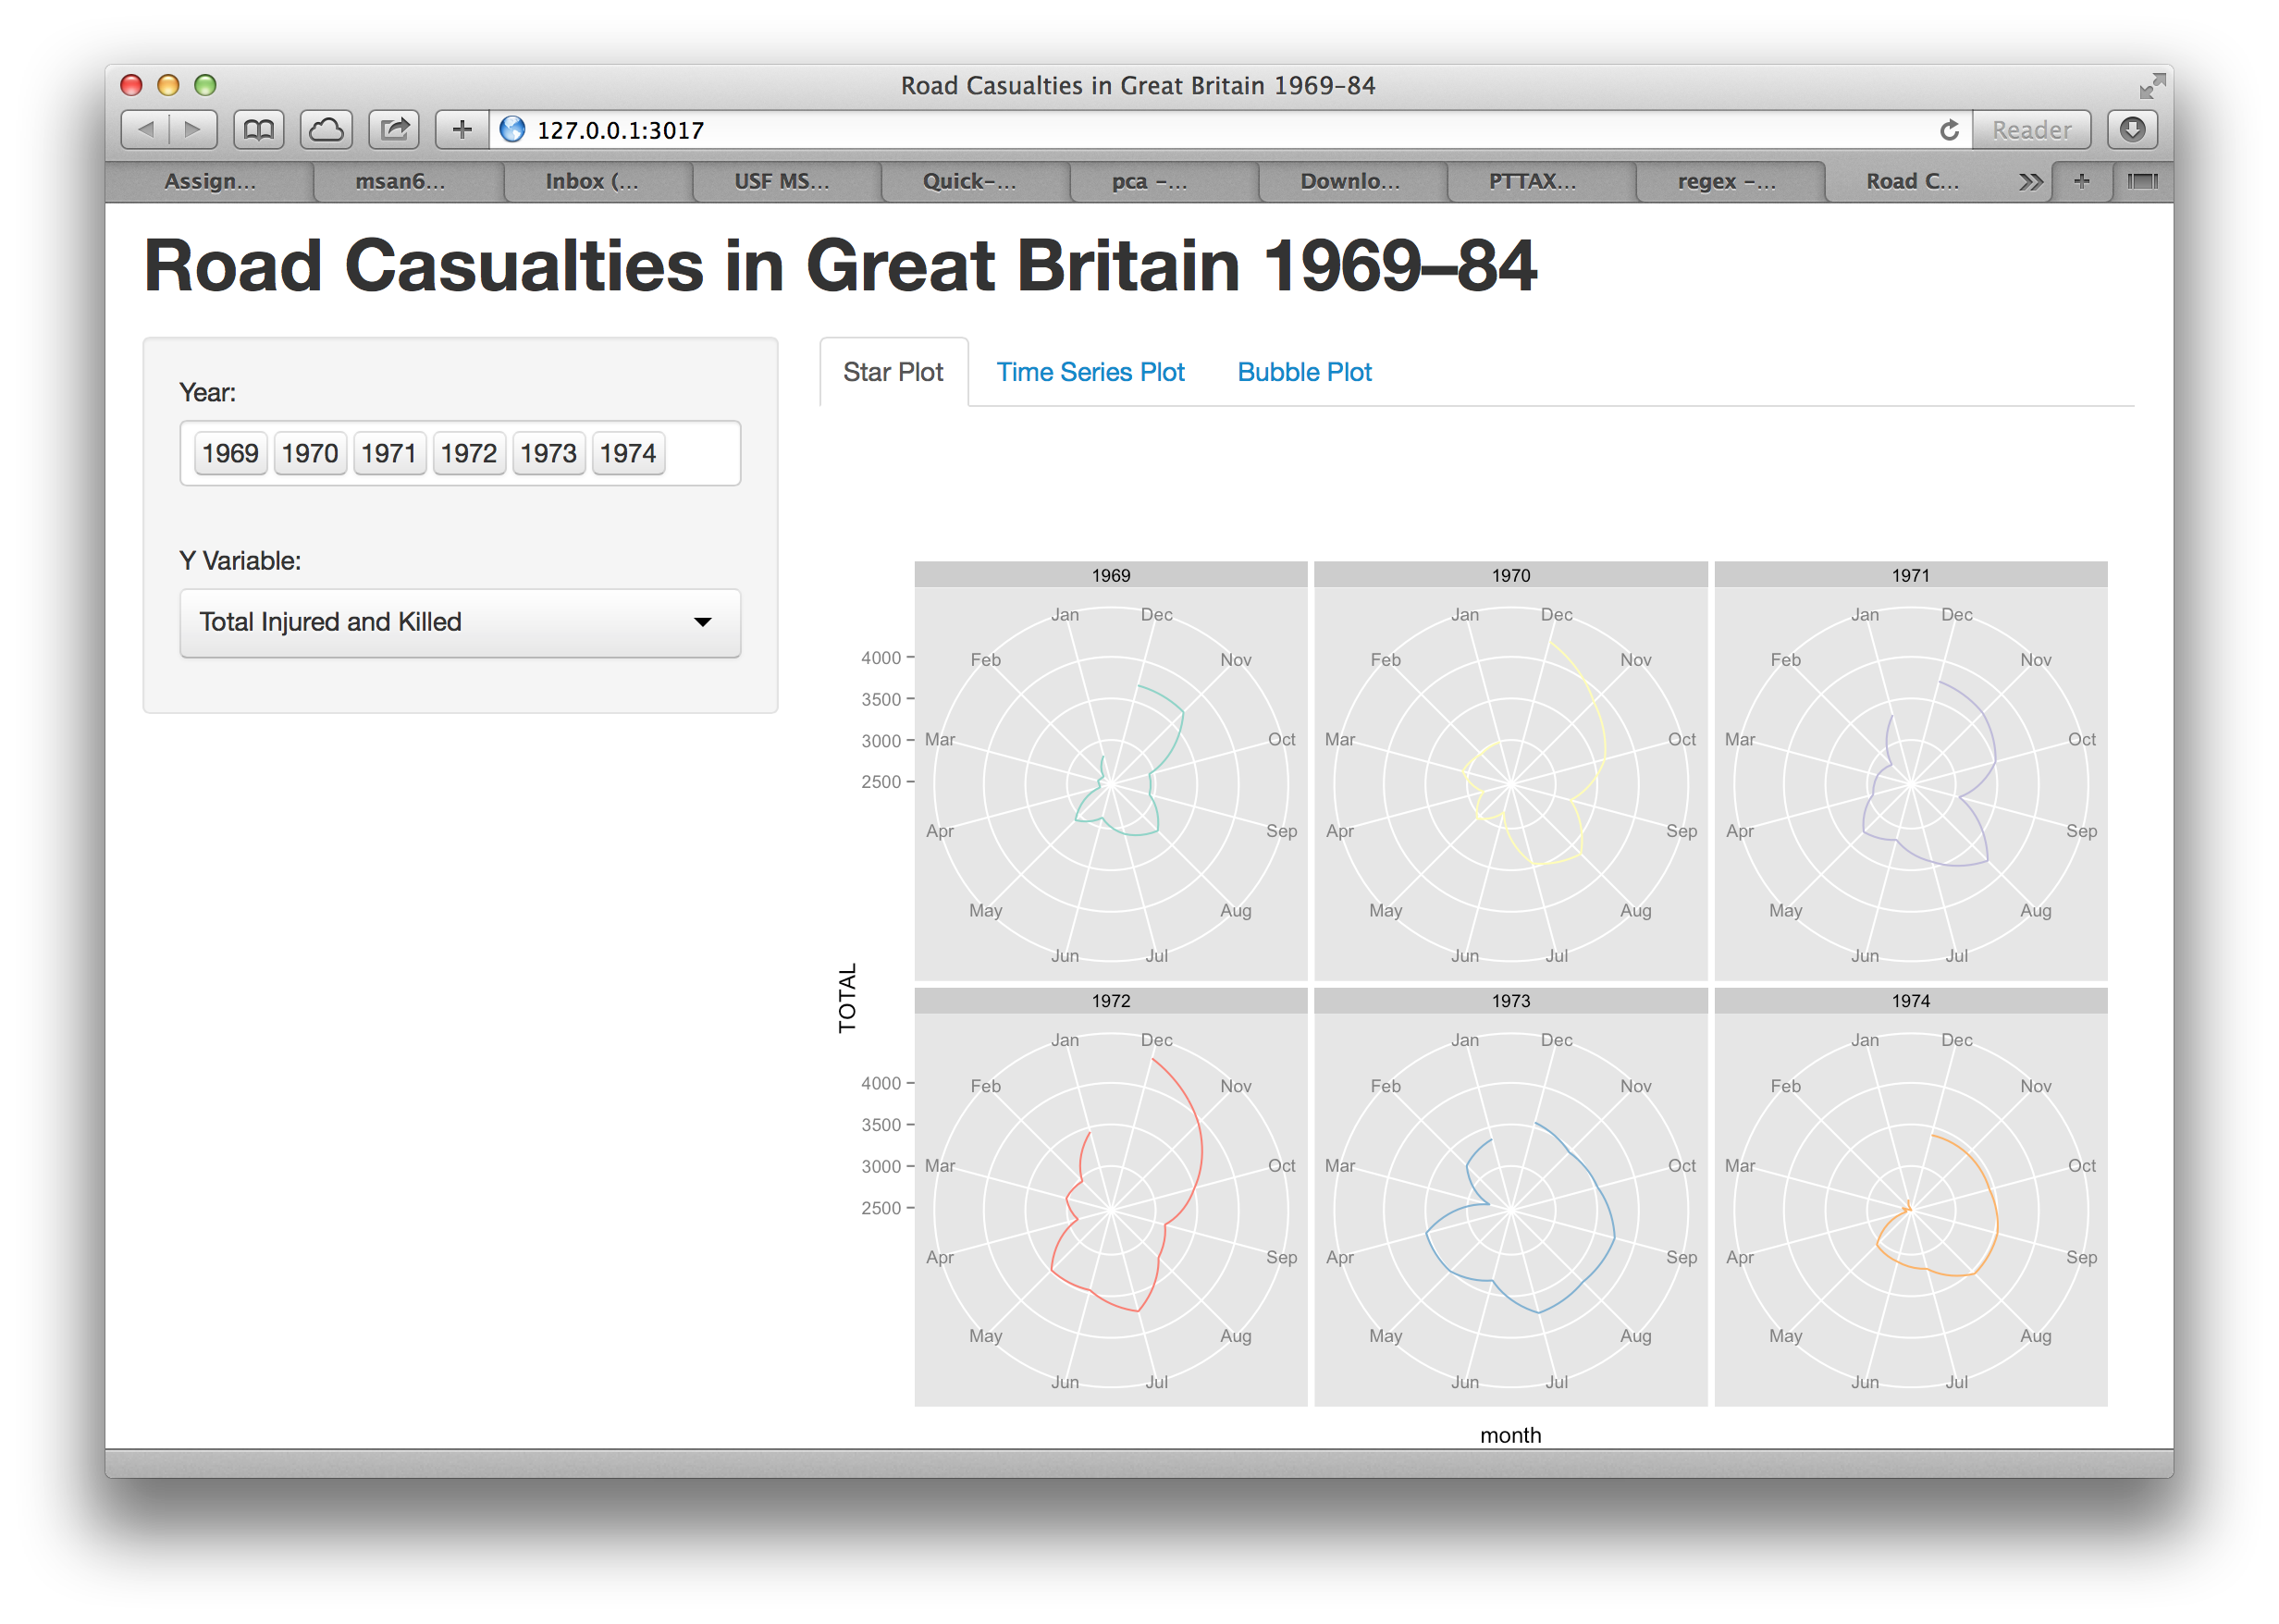 Road Casualties in Great Britain 1969–84
127.0.0.1:3017
Reader
Assign... msan6... Inbox (... USF MS... Quick-... pca -... Downlo... PTTAX... regex -... Road C...
Road Casualties in Great Britain 1969–84
Year:
1969 1970 1971 1972 1973 1974
Y Variable:
Total Injured and Killed
Star Plot Time Series Plot Bubble Plot
1969 1970 1971
Jan Dec Jan Dec Jan Dec
4000 Feb Nov Feb Nov Feb Nov
3500
3000 Mar Oct Mar Oct Mar Oct
2500
Apr Sep Apr Sep Apr Sep
May Aug May Aug May Aug
Jun Jul Jun Jul Jun Jul
TOTAL
1972 1973 1974
Jan Dec Jan Dec Jan Dec
4000 Feb Nov Feb Nov Feb Nov
3500
3000 Mar Oct Mar Oct Mar Oct
2500
Apr Sep Apr Sep Apr Sep
May Aug May Aug May Aug
Jun Jul Jun Jul Jun Jul
month